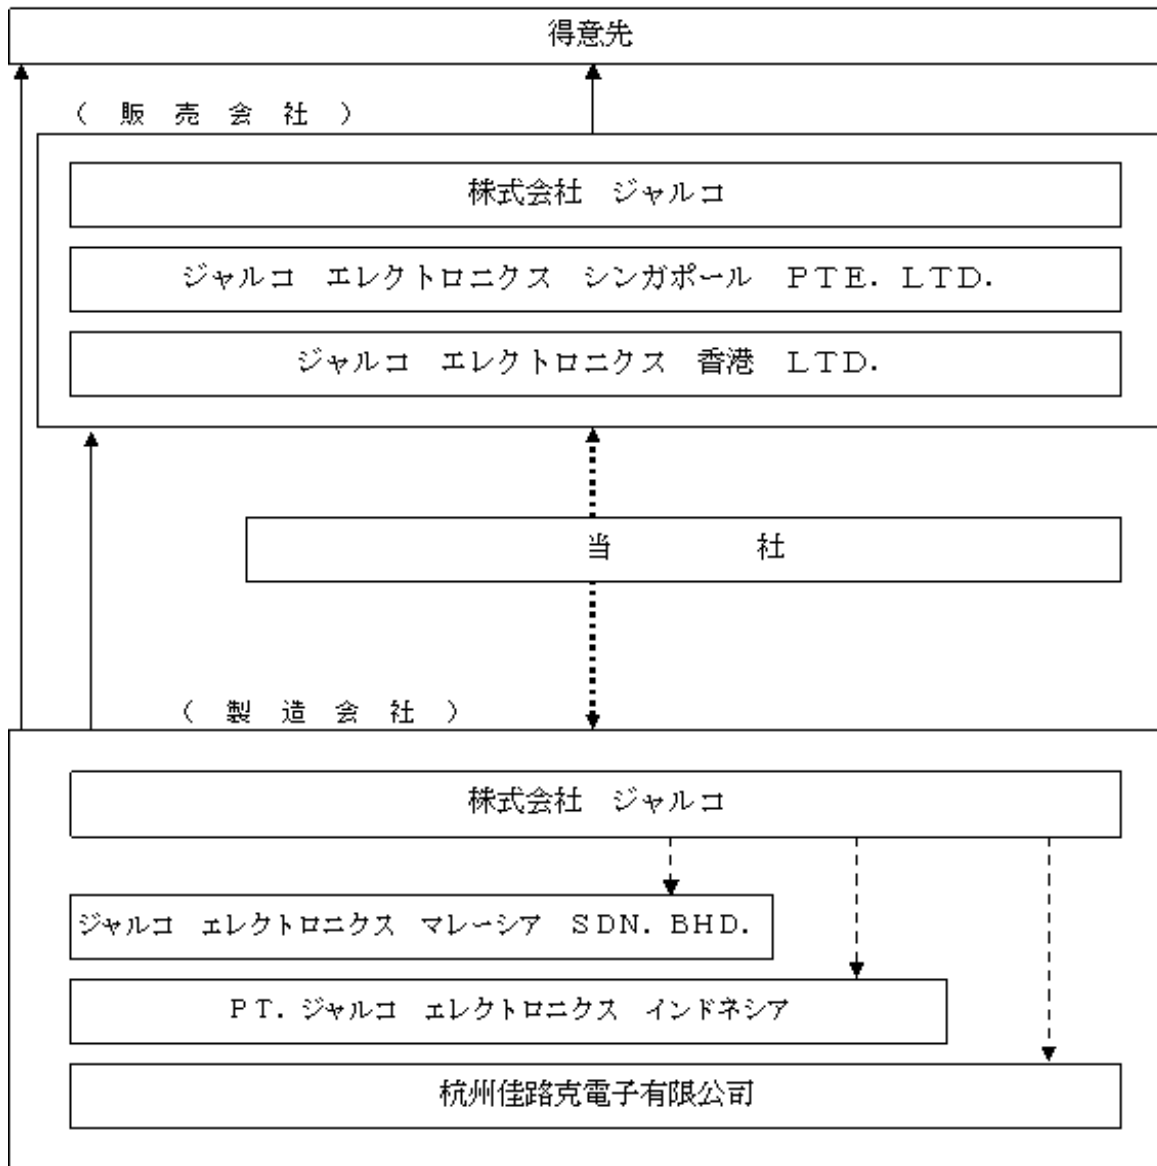 得意先
（ 販 売 会 社 ）
株式会社　ジャルコ
ジャルコ　エレクトロニクス　シンガポール　ＰＴＥ．ＬＴＤ．
ジャルコ　エレクトロニクス　香港　ＬＴＤ．
当　　　　　社
（ 製 造 会 社 ）
株式会社　ジャルコ
ジャルコ　エレクトロニクス　マレーシア　ＳＤＮ．ＢＨＤ．
ＰＴ．ジャルコ　エレクトロニクス　インドネシア
杭州佳路克電子有限公司